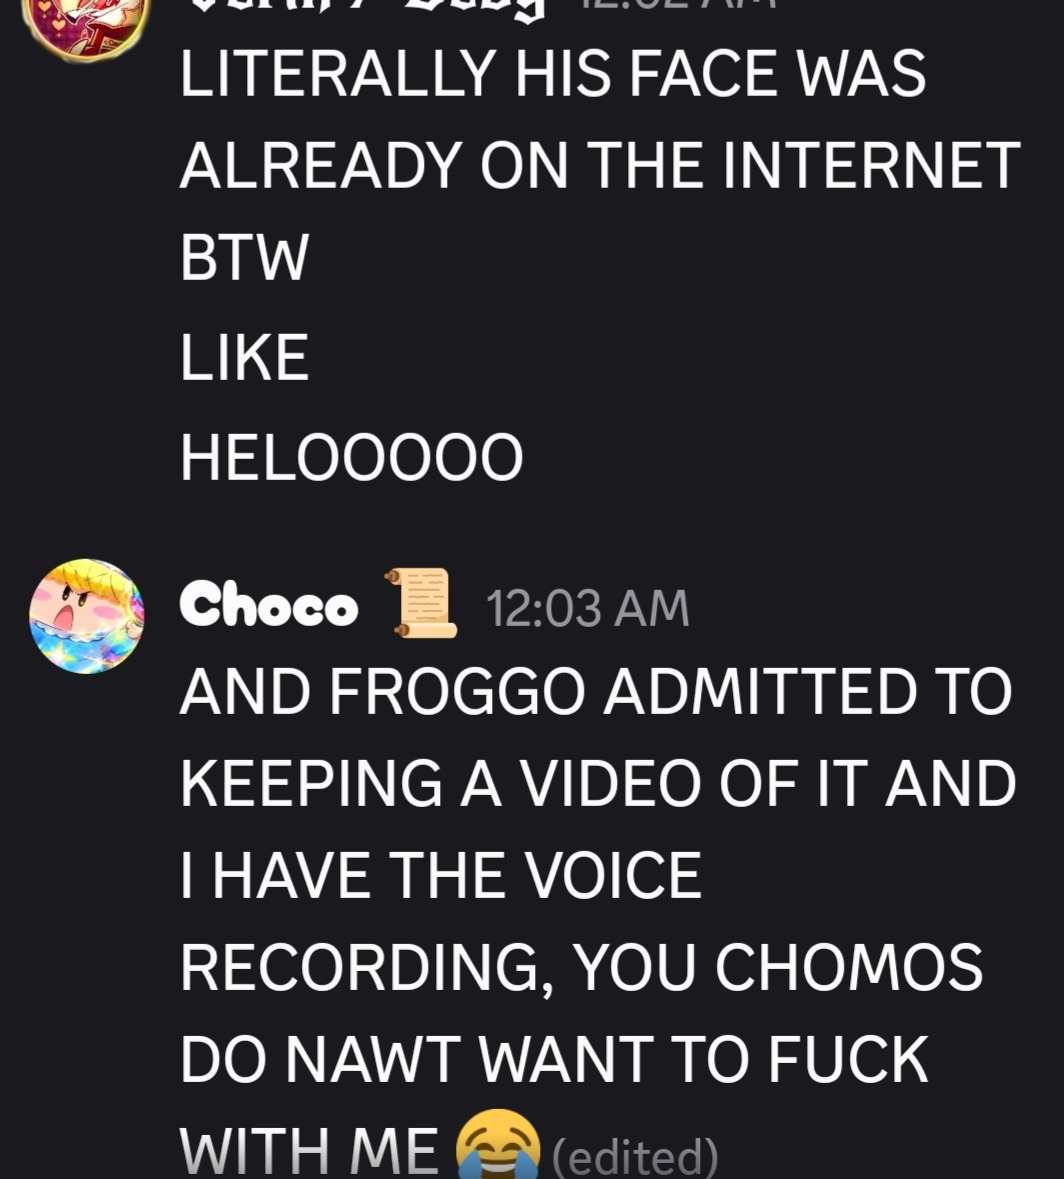 LITERALLY HIS FACE WAS
ALREADY ON THE INTERNET
BTW
LIKE
HELOOOOO
Choco 📜 12:03 AM
AND FROGGO ADMITTED TO
KEEPING A VIDEO OF IT AND
I HAVE THE VOICE
RECORDING, YOU CHOMOS
DO NAWT WANT TO FUCK
WITH ME 😂 (edited)